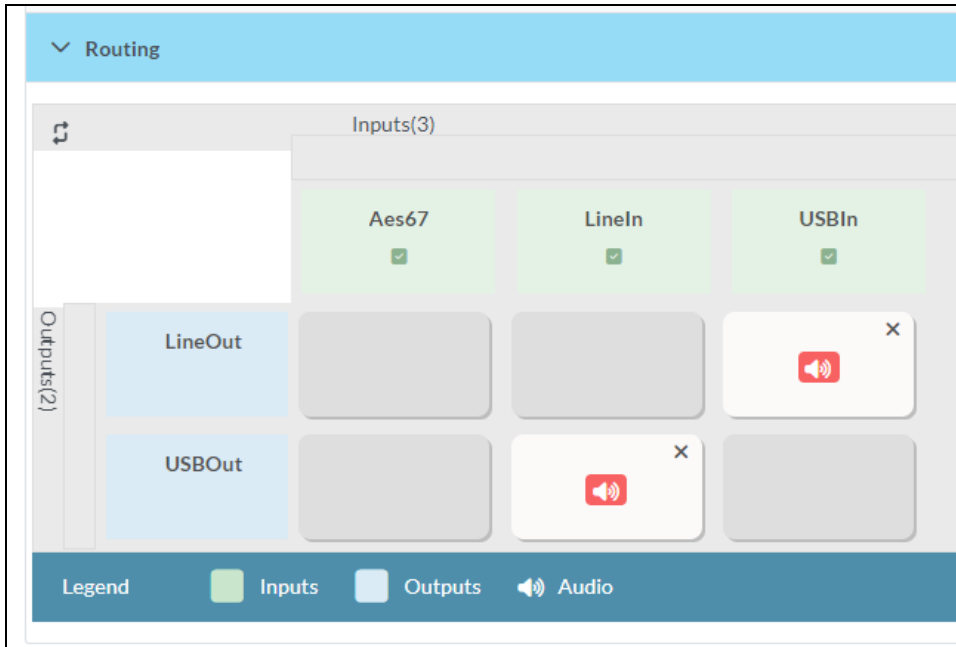 Routing
Inputs(3)
Aes67 LineIn USBIn
Outputs(2)
LineOut
USBOut
Legend Inputs Outputs Audio